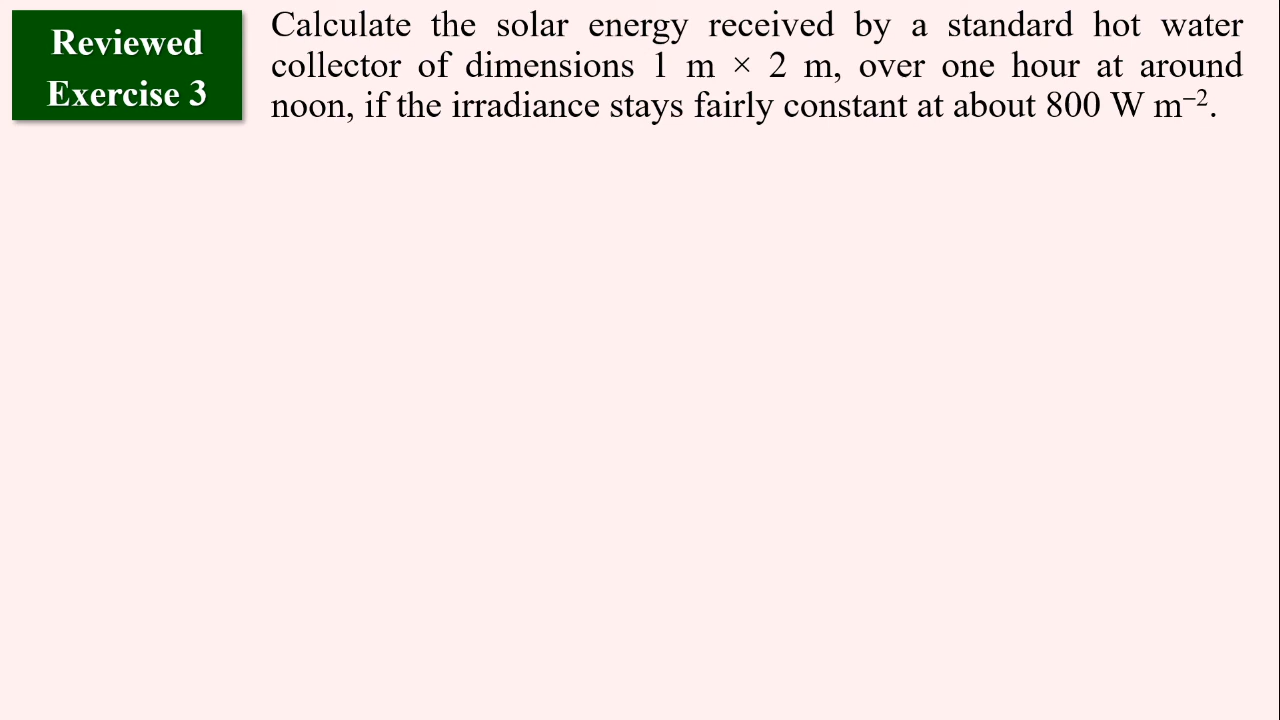 Reviewed
Exercise 3
Calculate the solar energy received by a standard hot water
collector of dimensions 1 m × 2 m, over one hour at around
noon, if the irradiance stays fairly constant at about 800 W m⁻².